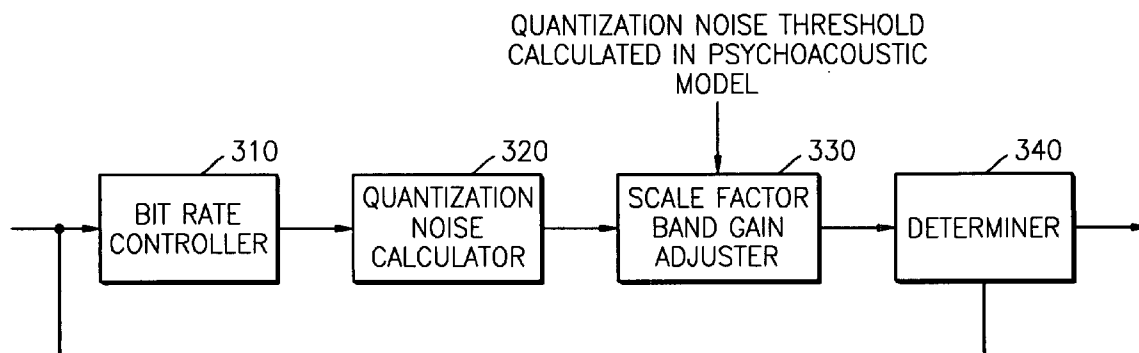 QUANTIZATION NOISE THRESHOLD
CALCULATED IN PSYCHOACOUSTIC
MODEL
310
320
330
340
BIT RATE
CONTROLLER
QUANTIZATION
NOISE
CALCULATOR
SCALE FACTOR
BAND GAIN
ADJUSTER
DETERMINER